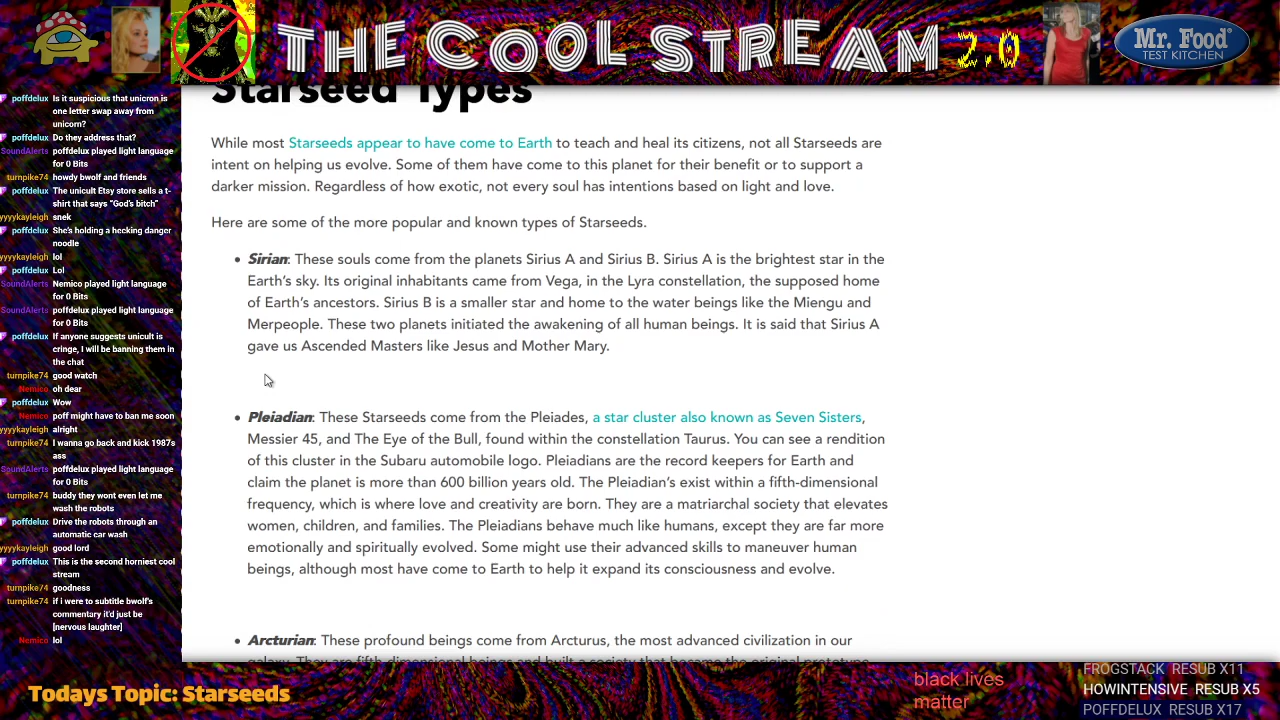 THE COOL STREAM 2.0
Mr. Food®
TEST KITCHEN
poffdelux Is it suspicious that unicron is
one letter swap away from
unicorn?
poffdelux Do they address that?
SoundAlerts poffdelux played light language
for 0 Bits
turnpike74 howdy bwolf and friends
poffdelux The unicult Etsy store sells a t-
shirt that says "God's bitch"
yyyykayleigh snek
poffdelux She's holding a hecking danger
noodle
yyyykayleigh lol
poffdelux Lol
SoundAlerts Nemico played light language
for 0 Bits
SoundAlerts poffdelux played light language
for 0 Bits
poffdelux If anyone suggests unicult is
cringe, I will be banning them in
the chat
turnpike74 good watch
Nemico oh dear
poffdelux Wow
Nemico poff might have to ban me soon
yyyykayleigh alright
turnpike74 I wanna go back and kick 1987s
ass
SoundAlerts poffdelux played light language
for 0 Bits
turnpike74 buddy they wont even let me
wash the robots
poffdelux Drive the robots through an
automatic car wash
yyyykayleigh good lord
poffdelux This is the second horniest cool
stream
turnpike74 goodness
turnpike74 if i were to subtitle bwolf's
commentary it'd just be
[nervous laughter]
Nemico lol
Starseed Types
While most Starseeds appear to have come to Earth to teach and heal its citizens, not all Starseeds are
intent on helping us evolve. Some of them have come to this planet for their benefit or to support a
darker mission. Regardless of how exotic, not every soul has intentions based on light and love.
Here are some of the more popular and known types of Starseeds.
• Sirian: These souls come from the planets Sirius A and Sirius B. Sirius A is the brightest star in the
Earth's sky. Its original inhabitants came from Vega, in the Lyra constellation, the supposed home
of Earth's ancestors. Sirius B is a smaller star and home to the water beings like the Miengu and
Merpeople. These two planets initiated the awakening of all human beings. It is said that Sirius A
gave us Ascended Masters like Jesus and Mother Mary.
• Pleiadian: These Starseeds come from the Pleiades, a star cluster also known as Seven Sisters,
Messier 45, and The Eye of the Bull, found within the constellation Taurus. You can see a rendition
of this cluster in the Subaru automobile logo. Pleiadians are the record keepers for Earth and
claim the planet is more than 600 billion years old. The Pleiadian's exist within a fifth-dimensional
frequency, which is where love and creativity are born. They are a matriarchal society that elevates
women, children, and families. The Pleiadians behave much like humans, except they are far more
emotionally and spiritually evolved. Some might use their advanced skills to maneuver human
beings, although most have come to Earth to help it expand its consciousness and evolve.
• Arcturian: These profound beings come from Arcturus, the most advanced civilization in our
galaxy. They are fifth-dimensional beings and built a society that became the original prototype
Todays Topic: Starseeds
black lives
matter
FROGSTACK RESUB X11
HOWINTENSIVE RESUB X5
POFFDELUX RESUB X17